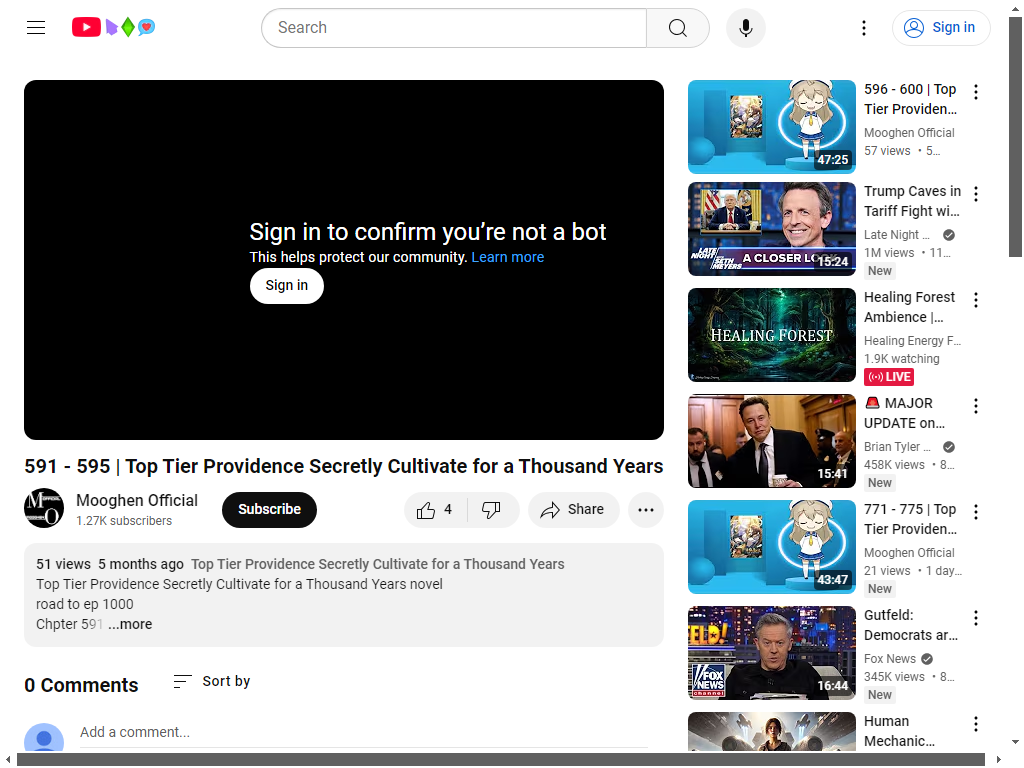 Search
Sign in
Sign in to confirm you’re not a bot
This helps protect our community. Learn more
Sign in
591 - 595 | Top Tier Providence Secretly Cultivate for a Thousand Years
Mooghen Official
1.27K subscribers
Subscribe
4
Share
51 views 5 months ago Top Tier Providence Secretly Cultivate for a Thousand Years
Top Tier Providence Secretly Cultivate for a Thousand Years novel
road to ep 1000
Chpter 591 ...more
0 Comments
Sort by
Add a comment...
47:25
596 - 600 | Top
Tier Providen...
Mooghen Official
57 views • 5...
LATE NIGHT
SETH MEYERS
A CLOSER LOOK
15:24
Trump Caves in
Tariff Fight wi...
Late Night ...
1M views • 11...
New
HEALING FOREST
Healing Forest
Ambience |...
Healing Energy F...
1.9K watching
LIVE
15:41
🚨 MAJOR
UPDATE on...
Brian Tyler ...
458K views • 8...
New
43:47
771 - 775 | Top
Tier Providen...
Mooghen Official
21 views • 1 day...
New
FOX
NEWS
channel
16:44
Gutfeld:
Democrats ar...
Fox News
345K views • 8...
New
Human
Mechanic...